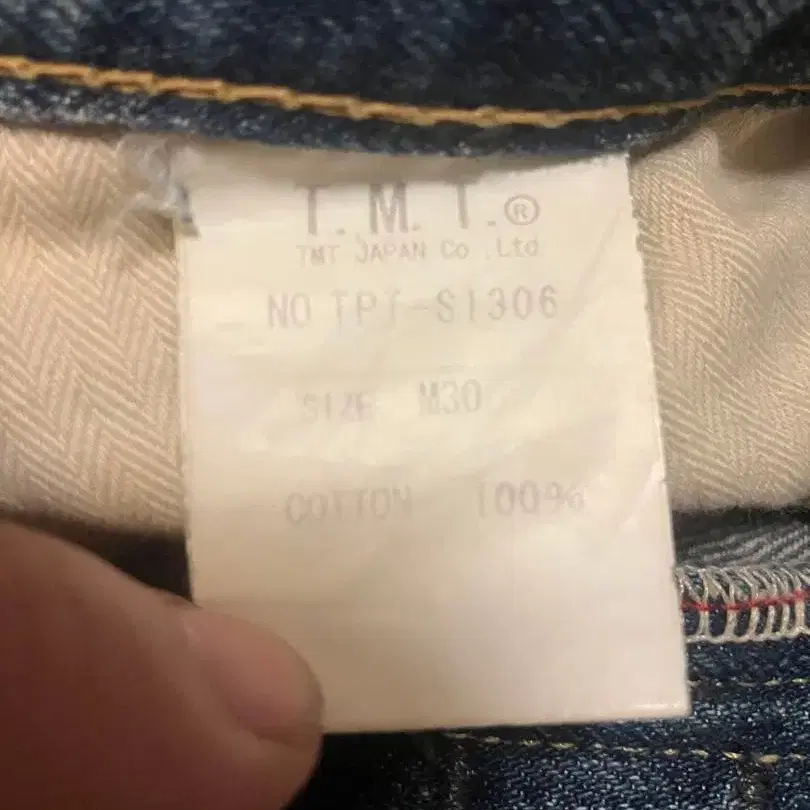 T.M.T.®
TMT JAPAN Co.,Ltd
NO TPT-S1306
SIZE M30
COTTON 100%